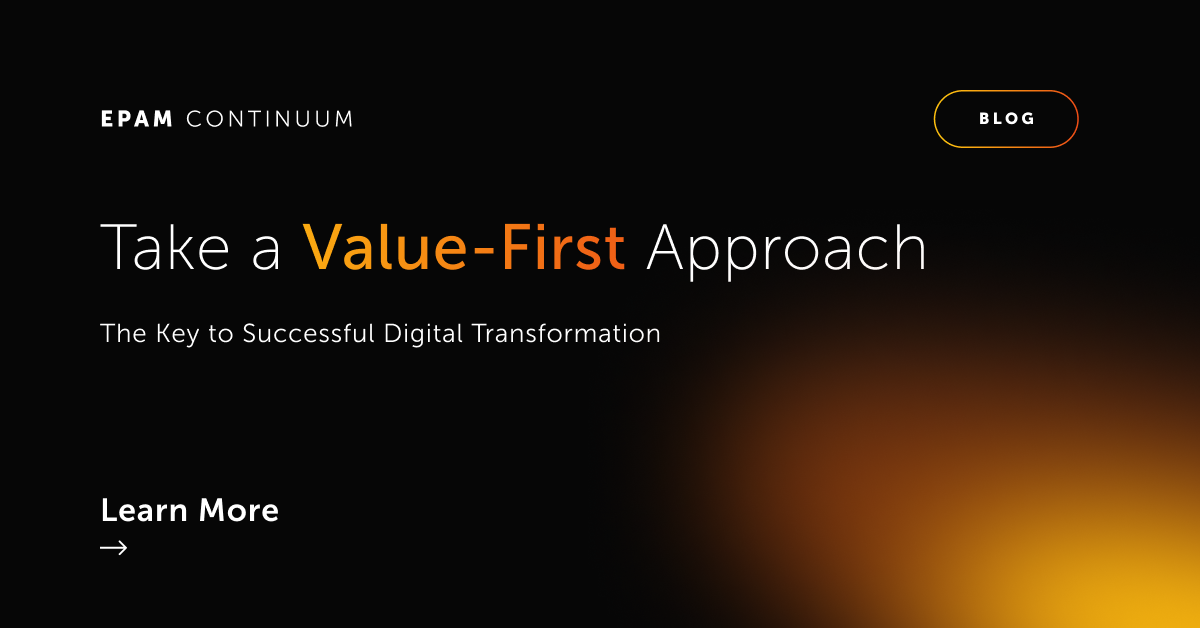 EPAM CONTINUUM
BLOG
Take a Value-First Approach
The Key to Successful Digital Transformation
Learn More